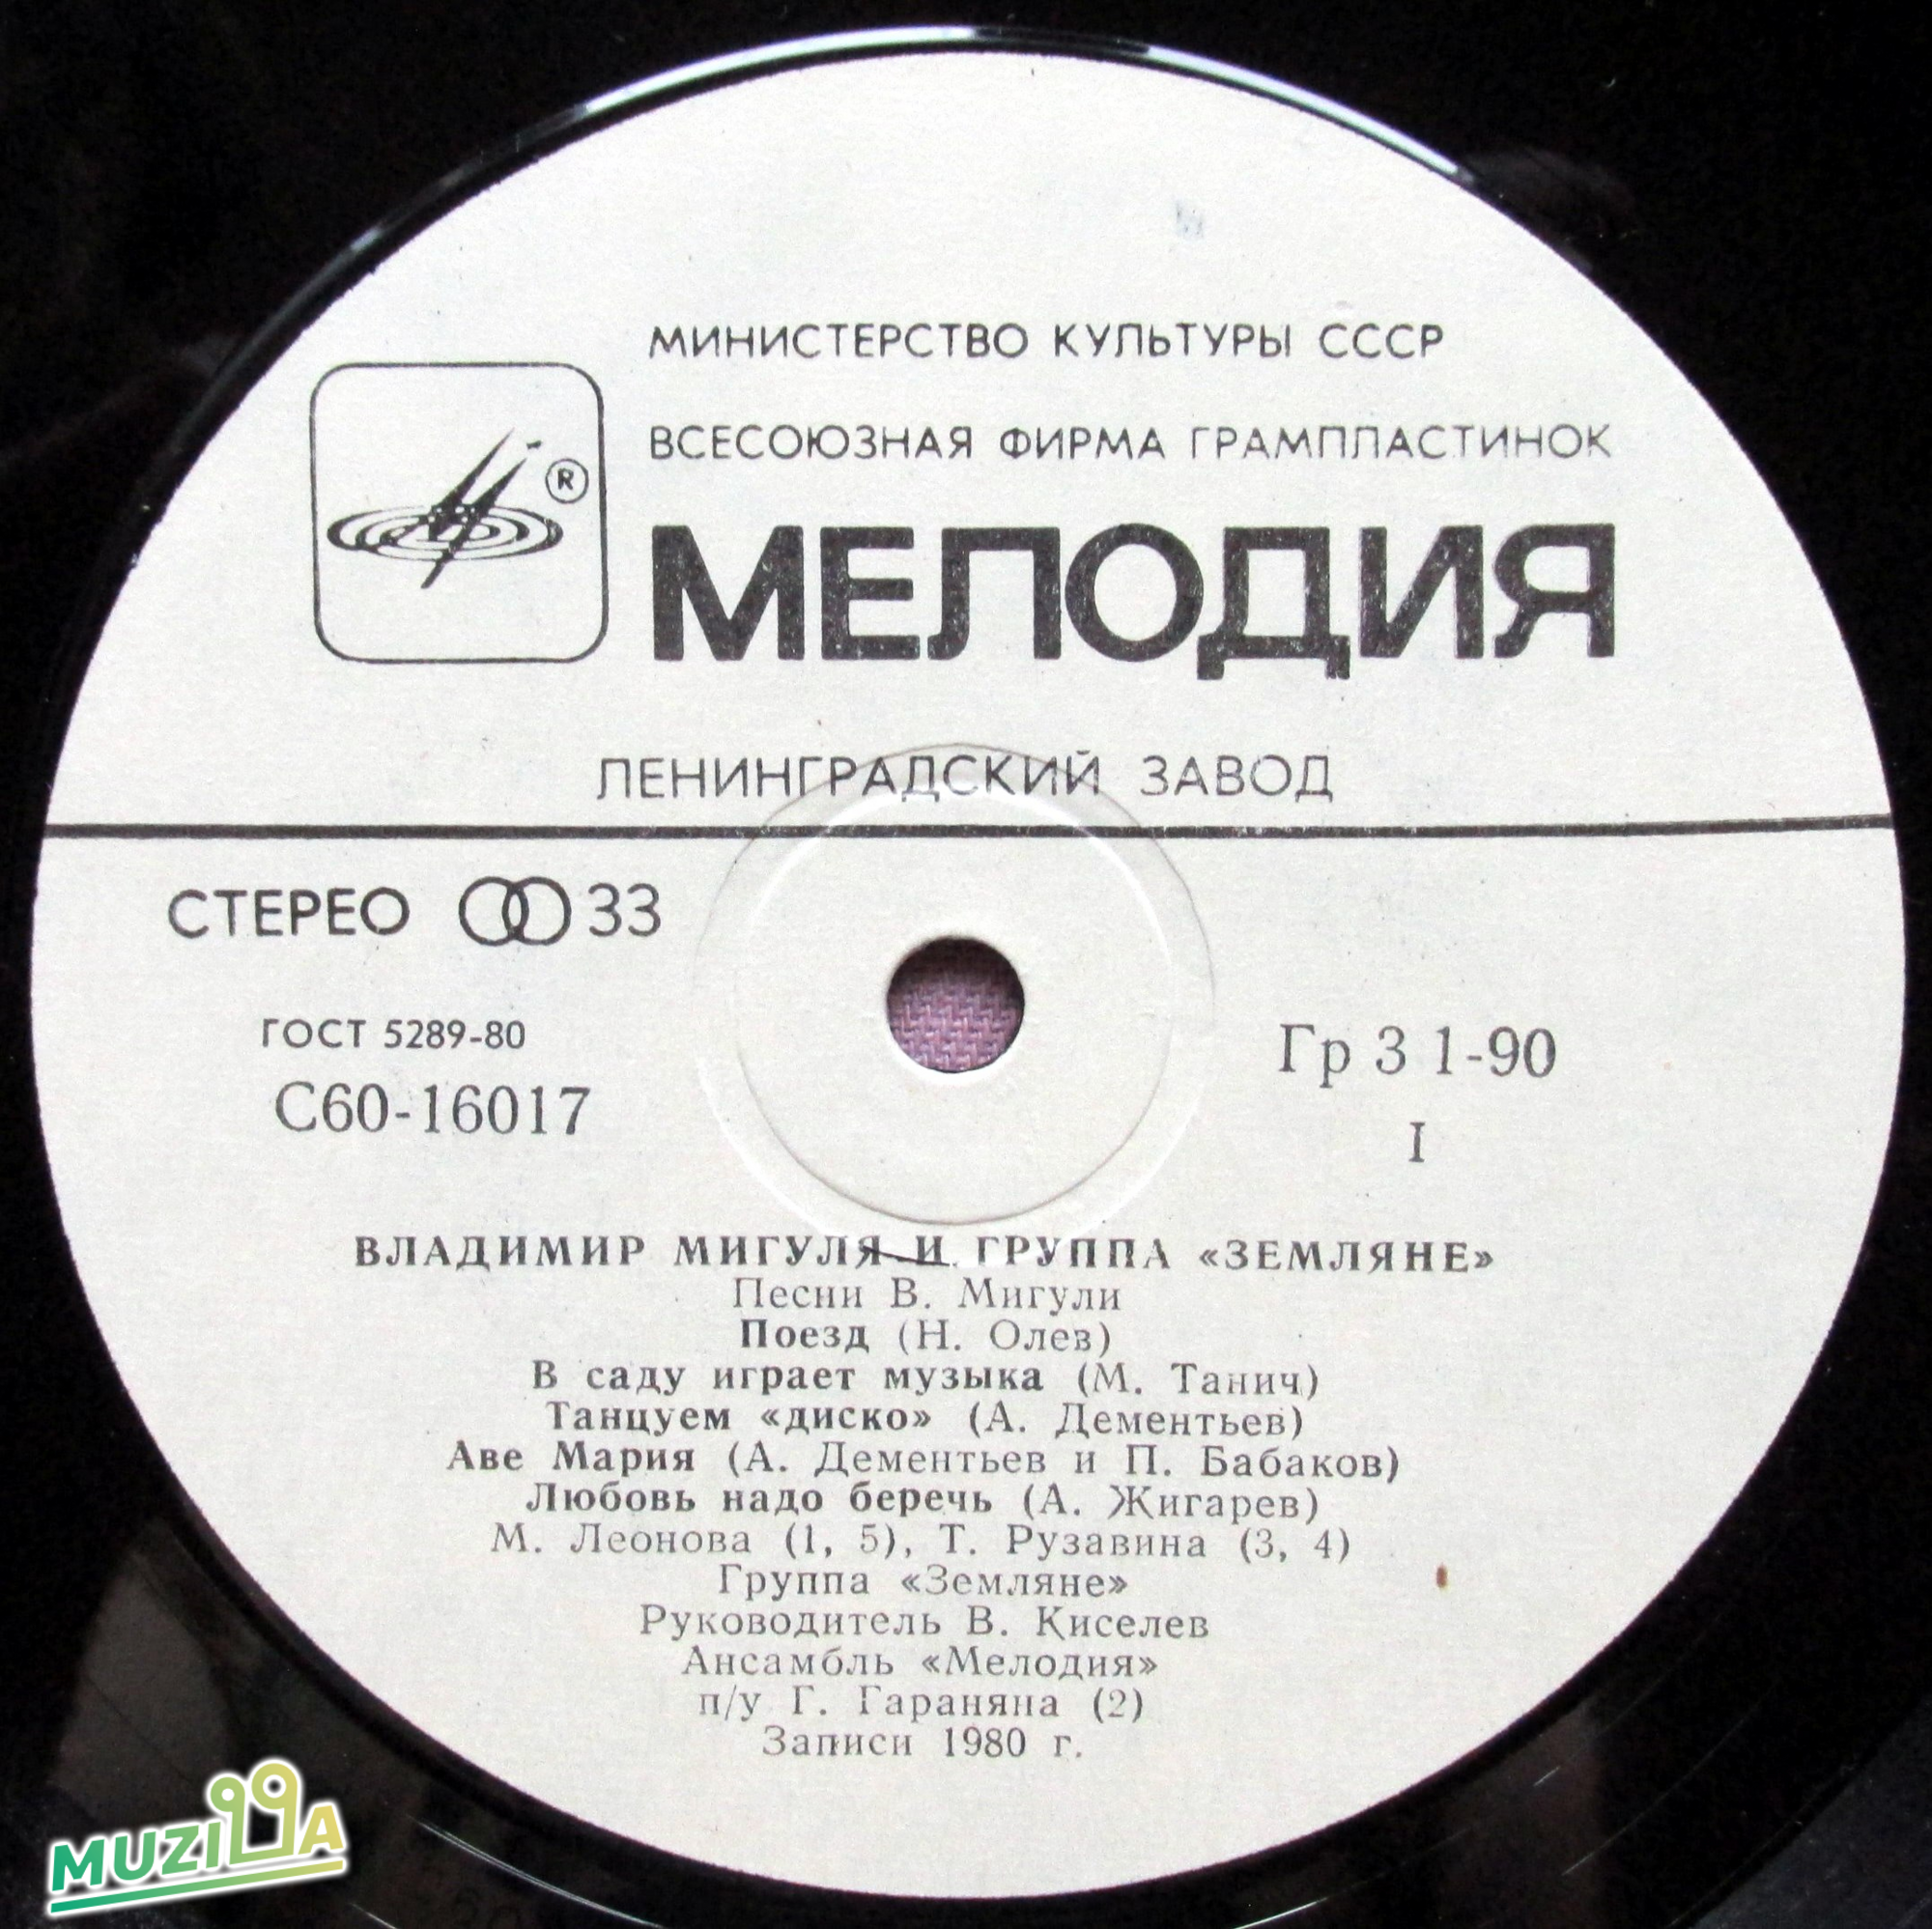 МИНИСТЕРСТВО КУЛЬТУРЫ СССР
ВСЕСОЮЗНАЯ ФИРМА ГРАМПЛАСТИНОК
®
МЕЛОДИЯ
ЛЕНИНГРАДСКИЙ ЗАВОД
СТЕРЕО 33
ГОСТ 5289-80
С60-16017
Гр 3 1-90
I
ВЛАДИМИР МИГУЛЯ И ГРУППА «ЗЕМЛЯНЕ»
Песни В. Мигули
Поезд (Н. Олев)
В саду играет музыка (М. Танич)
Танцуем «диско» (А. Дементьев)
Аве Мария (А. Дементьев и П. Бабаков)
Любовь надо беречь (А. Жигарев)
М. Леонова (1, 5), Т. Рузавина (3, 4)
Группа «Земляне»
Руководитель В. Киселев
Ансамбль «Мелодия»
п/у Г. Гараняна (2)
Записи 1980 г.
MUZILLA